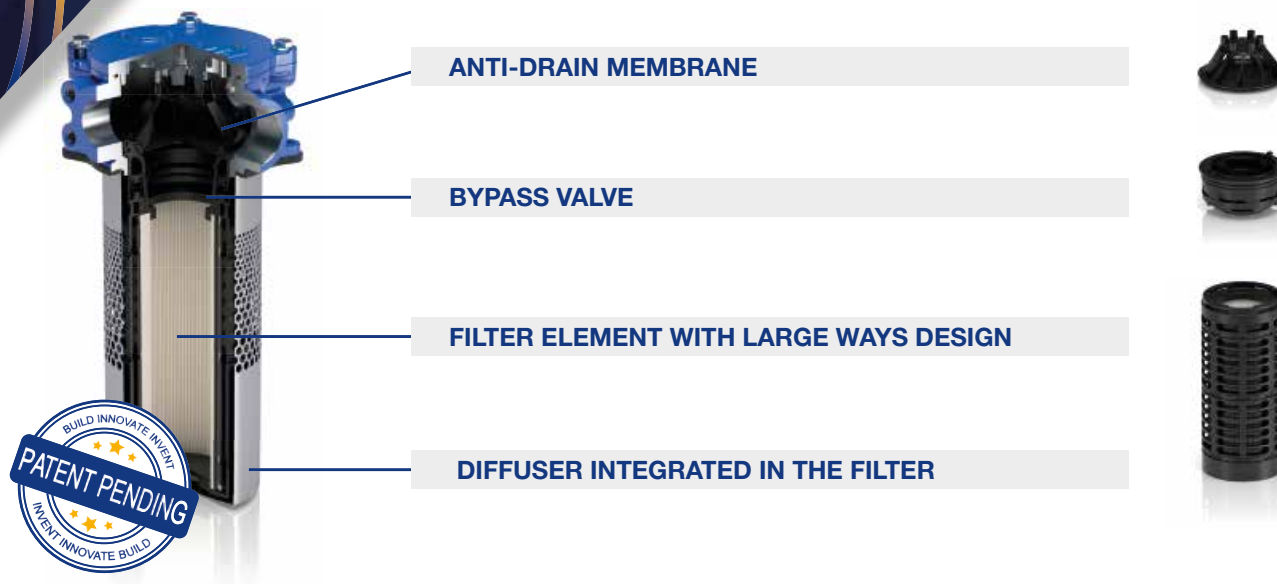 ANTI-DRAIN MEMBRANE
BYPASS VALVE
FILTER ELEMENT WITH LARGE WAYS DESIGN
DIFFUSER INTEGRATED IN THE FILTER
BUILD INNOVATE INVENT
PATENT PENDING
INVENT INNOVATE BUILD